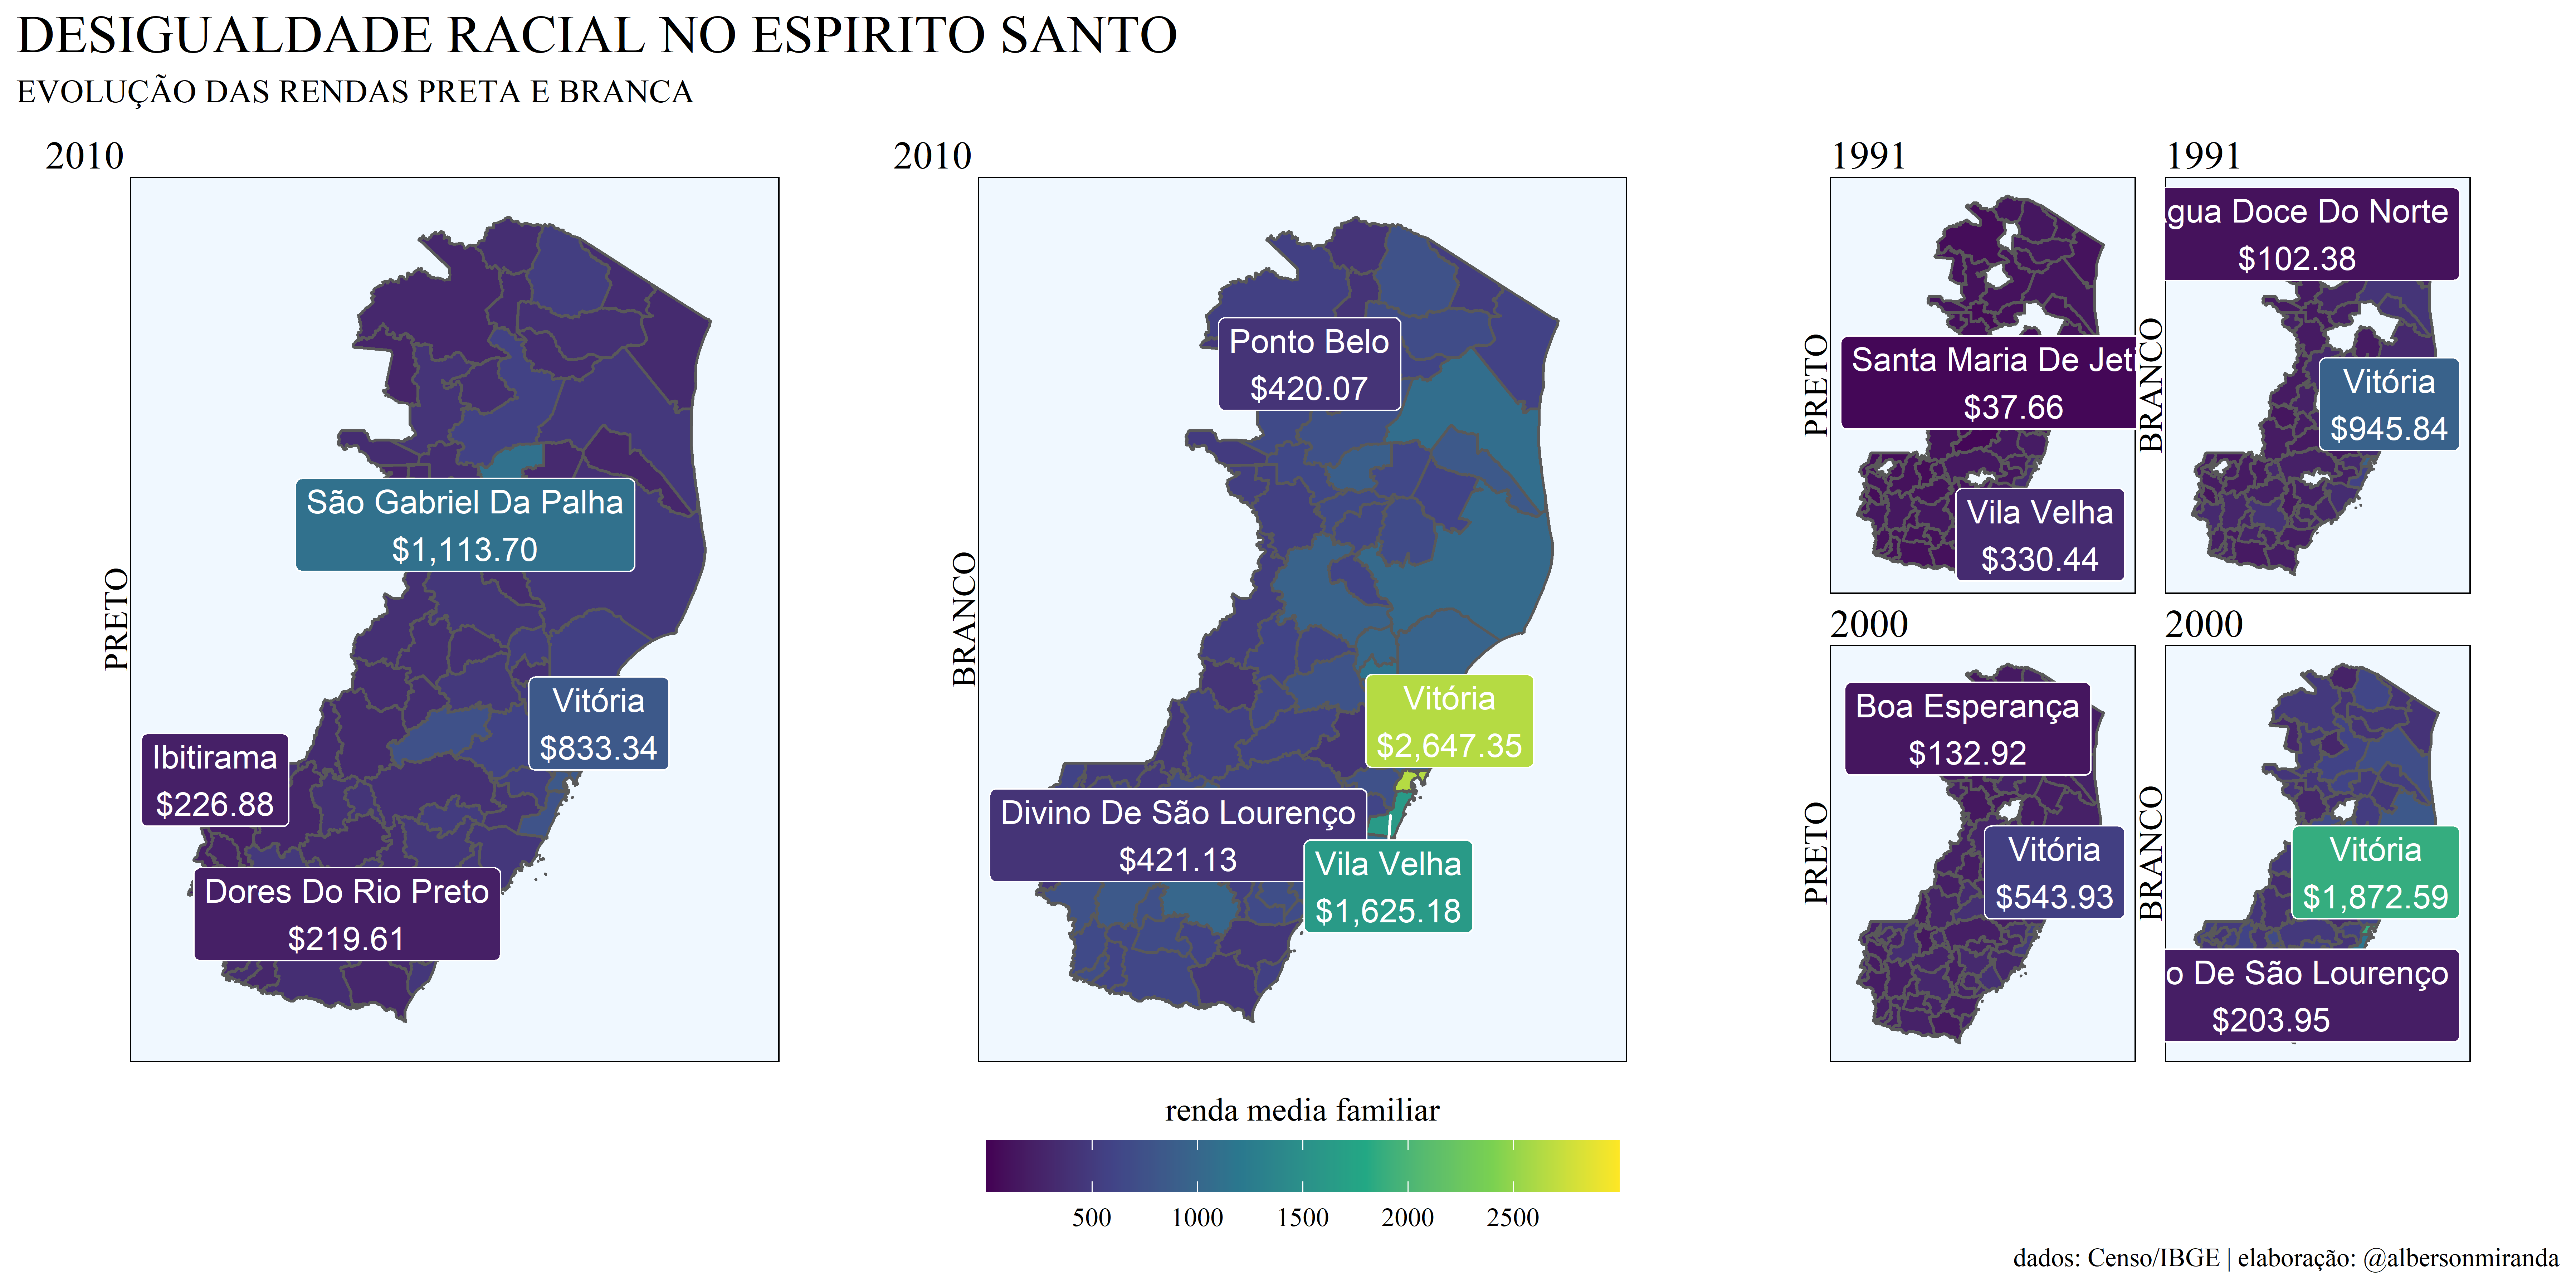 DESIGUALDADE RACIAL NO ESPIRITO SANTO
EVOLUÇÃO DAS RENDAS PRETA E BRANCA
2010
PRETO
São Gabriel Da Palha
$1,113.70
Vitória
$833.34
Ibitirama
$226.88
Dores Do Rio Preto
$219.61
2010
BRANCO
Ponto Belo
$420.07
Vitória
$2,647.35
Divino De São Lourenço
$421.13
Vila Velha
$1,625.18
1991
PRETO
Santa Maria De Jeti
$37.66
Vila Velha
$330.44
1991
BRANCO
gua Doce Do Norte
$102.38
Vitória
$945.84
2000
PRETO
Boa Esperança
$132.92
Vitória
$543.93
2000
BRANCO
Vitória
$1,872.59
o De São Lourenço
$203.95
renda media familiar
500 1000 1500 2000 2500
dados: Censo/IBGE | elaboração: @albersonmiranda